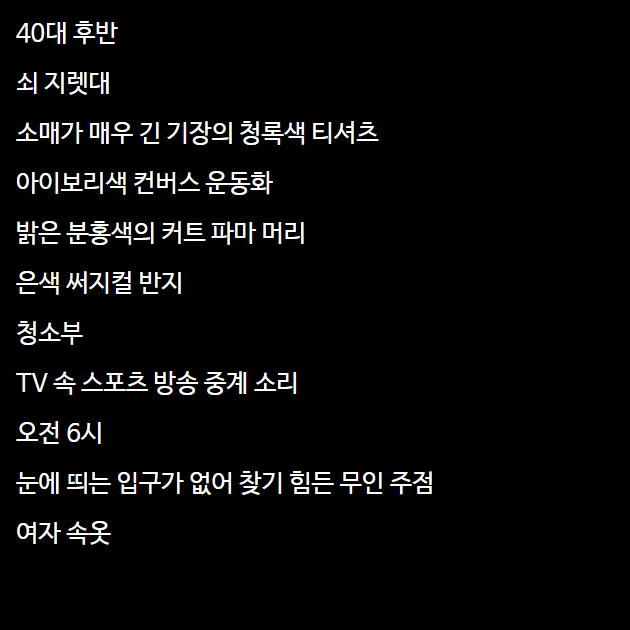 40대 후반
쇠 지렛대
소매가 매우 긴 기장의 청록색 티셔츠
아이보리색 컨버스 운동화
밝은 분홍색의 커트 파마 머리
은색 써지컬 반지
청소부
TV 속 스포츠 방송 중계 소리
오전 6시
눈에 띄는 입구가 없어 찾기 힘든 무인 주점
여자 속옷